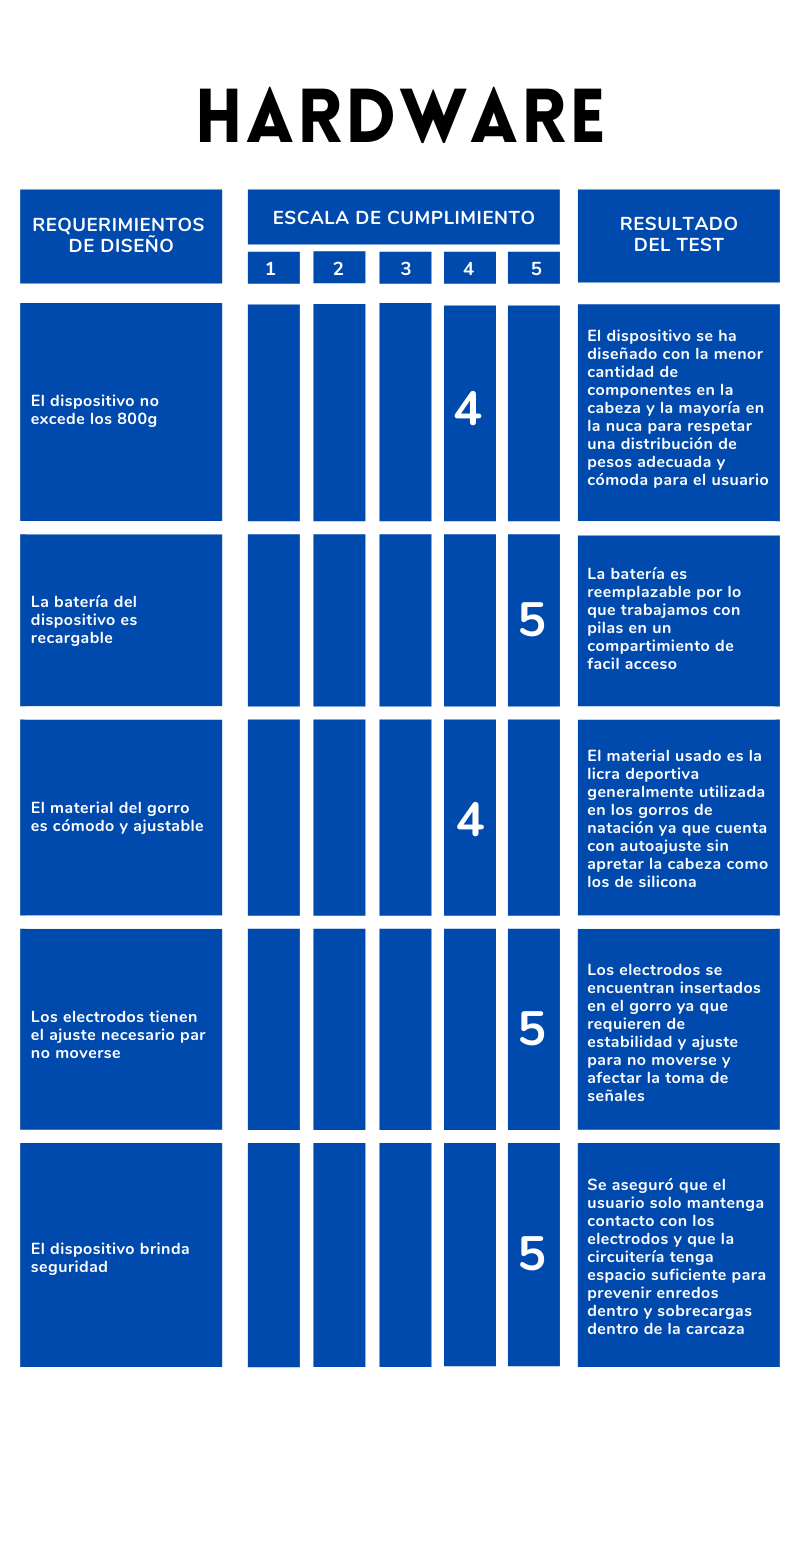 HARDWARE
REQUERIMIENTOS
DE DISEÑO
ESCALA DE CUMPLIMIENTO
RESULTADO
DEL TEST
1 2 3 4 5
El dispositivo no
excede los 800g
4
El dispositivo se ha
diseñado con la menor
cantidad de
componentes en la
cabeza y la mayoría en
la nuca para respetar
una distribución de
pesos adecuada y
cómoda para el usuario
La batería del
dispositivo es
recargable
5
La batería es
reemplazable por lo
que trabajamos con
pilas en un
compartimiento de
facil acceso
El material del gorro
es cómodo y ajustable
4
El material usado es la
licra deportiva
generalmente utilizada
en los gorros de
natación ya que cuenta
con autoajuste sin
apretar la cabeza como
los de silicona
Los electrodos tienen
el ajuste necesario par
no moverse
5
Los electrodos se
encuentran insertados
en el gorro ya que
requieren de
estabilidad y ajuste
para no moverse y
afectar la toma de
señales
El dispositivo brinda
seguridad
5
Se aseguró que el
usuario solo mantenga
contacto con los
electrodos y que la
circuitería tenga
espacio suficiente para
prevenir enredos
dentro y sobrecargas
dentro de la carcaza